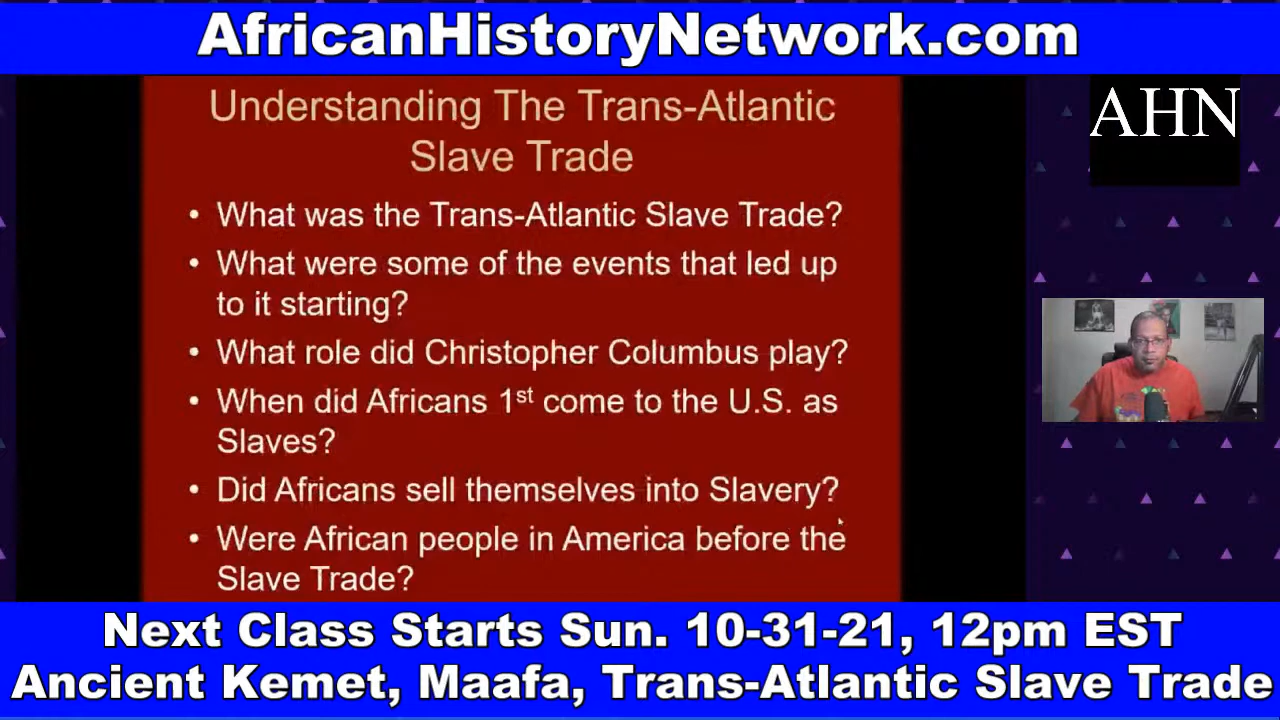 AfricanHistoryNetwork.com
AHN
Understanding The Trans-Atlantic
Slave Trade
• What was the Trans-Atlantic Slave Trade?
• What were some of the events that led up
to it starting?
• What role did Christopher Columbus play?
• When did Africans 1st come to the U.S. as
Slaves?
• Did Africans sell themselves into Slavery?
• Were African people in America before the
Slave Trade?
Next Class Starts Sun. 10-31-21, 12pm EST
Ancient Kemet, Maafa, Trans-Atlantic Slave Trade